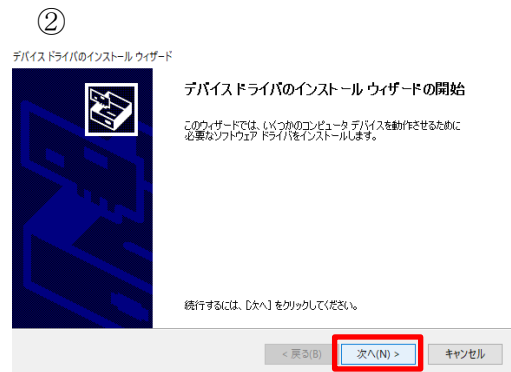 ②
デバイス ドライバのインストール ウィザード
デバイス ドライバのインストール ウィザードの開始
このウィザードでは、いくつかのコンピュータ デバイスを動作させるために
必要なソフトウェア ドライバをインストールします。
続行するには、[次へ] をクリックしてください。
< 戻る(B)
次へ(N) >
キャンセル